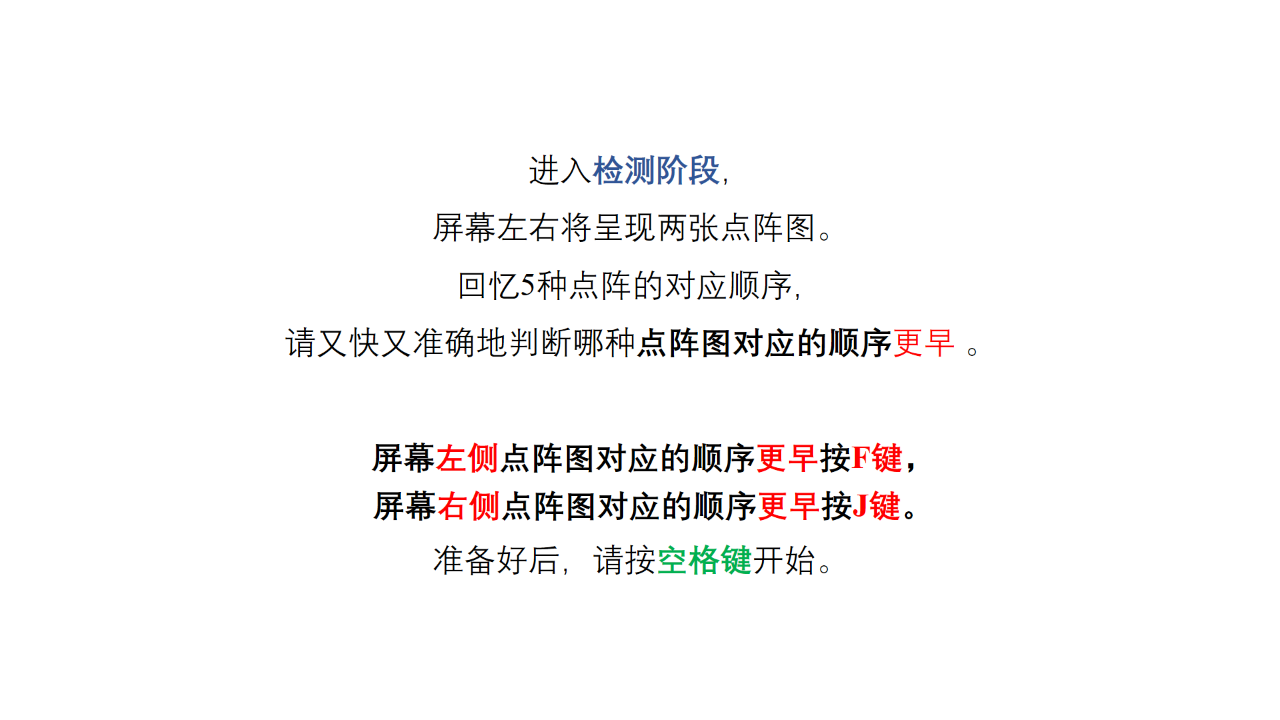 进入检测阶段，
屏幕左右将呈现两张点阵图。
回忆5种点阵的对应顺序，
请又快又准确地判断哪种点阵图对应的顺序更早 。
屏幕左侧点阵图对应的顺序更早按F键，
屏幕右侧点阵图对应的顺序更早按J键。
准备好后，请按空格键开始。